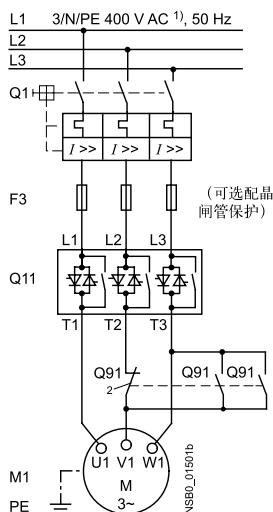 L1 3/N/PE 400 V AC 1), 50 Hz
L2
L3
Q1
I >> I >> I >>
F3
(可选配晶
闸管保护)
L1 L2 L3
Q11
T1 T2 T3
Q91 Q91 Q91
2
U1 V1 W1
M1
M
3~
PE
NSB0_01501b